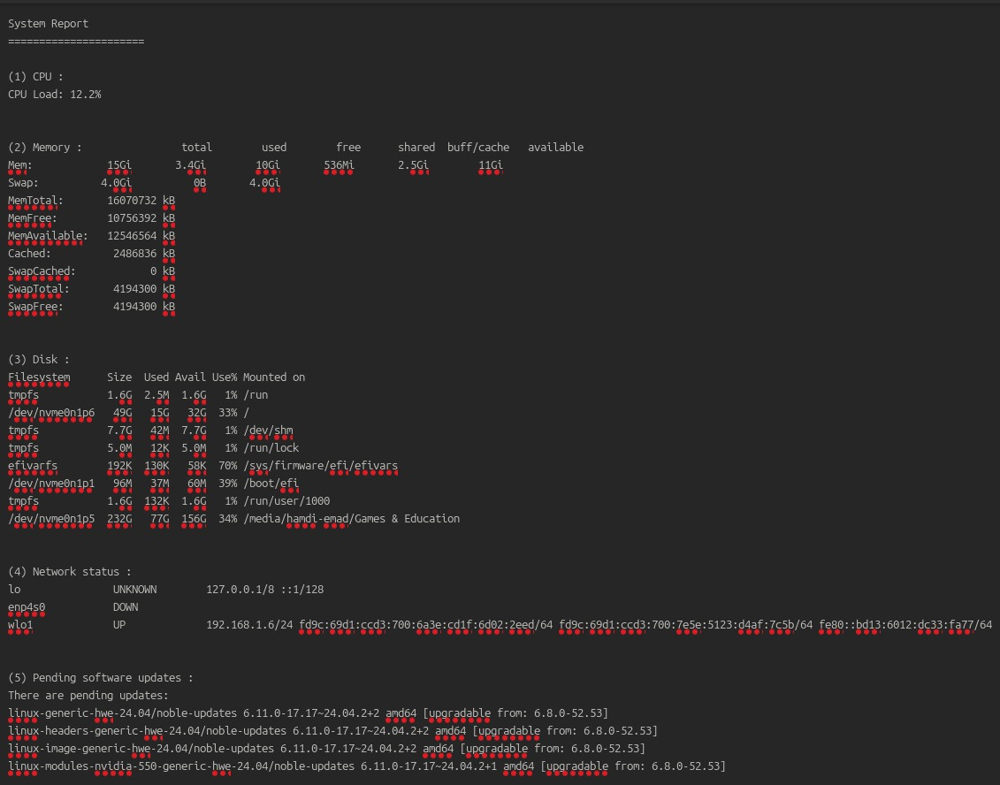 System Report
======================
(1) CPU :
CPU Load: 12.2%
(2) Memory :                total        used        free      shared  buff/cache   available
Mem:            15Gi       3.4Gi        10Gi       536Mi       2.5Gi        11Gi
Swap:          4.0Gi          0B       4.0Gi
MemTotal:       16070732 kB
MemFree:        10756392 kB
MemAvailable:   12546564 kB
Cached:          2486836 kB
SwapCached:            0 kB
SwapTotal:       4194300 kB
SwapFree:        4194300 kB
(3) Disk :
Filesystem      Size  Used Avail Use% Mounted on
tmpfs           1.6G  2.5M  1.6G   1% /run
/dev/nvme0n1p6   49G   15G   32G  33% /
tmpfs           7.7G   42M  7.7G   1% /dev/shm
tmpfs           5.0M   12K  5.0M   1% /run/lock
efivarfs        192K  130K   58K  70% /sys/firmware/efi/efivars
/dev/nvme0n1p1   96M   37M   60M  39% /boot/efi
tmpfs           1.6G  132K  1.6G   1% /run/user/1000
/dev/nvme0n1p5  232G   77G  156G  34% /media/hamdi-emad/Games & Education
(4) Network status :
lo               UNKNOWN        127.0.0.1/8 ::1/128
enp4s0           DOWN
wlo1             UP             192.168.1.6/24 fd9c:69d1:ccd3:700:6a3e:cd1f:6d02:2eed/64 fd9c:69d1:ccd3:700:7e5e:5123:d4af:7c5b/64 fe80::bd13:6012:dc33:fa77/64
(5) Pending software updates :
There are pending updates:
linux-generic-hwe-24.04/noble-updates 6.11.0-17.17~24.04.2+2 amd64 [upgradable from: 6.8.0-52.53]
linux-headers-generic-hwe-24.04/noble-updates 6.11.0-17.17~24.04.2+2 amd64 [upgradable from: 6.8.0-52.53]
linux-image-generic-hwe-24.04/noble-updates 6.11.0-17.17~24.04.2+2 amd64 [upgradable from: 6.8.0-52.53]
linux-modules-nvidia-550-generic-hwe-24.04/noble-updates 6.11.0-17.17~24.04.2+1 amd64 [upgradable from: 6.8.0-52.53]